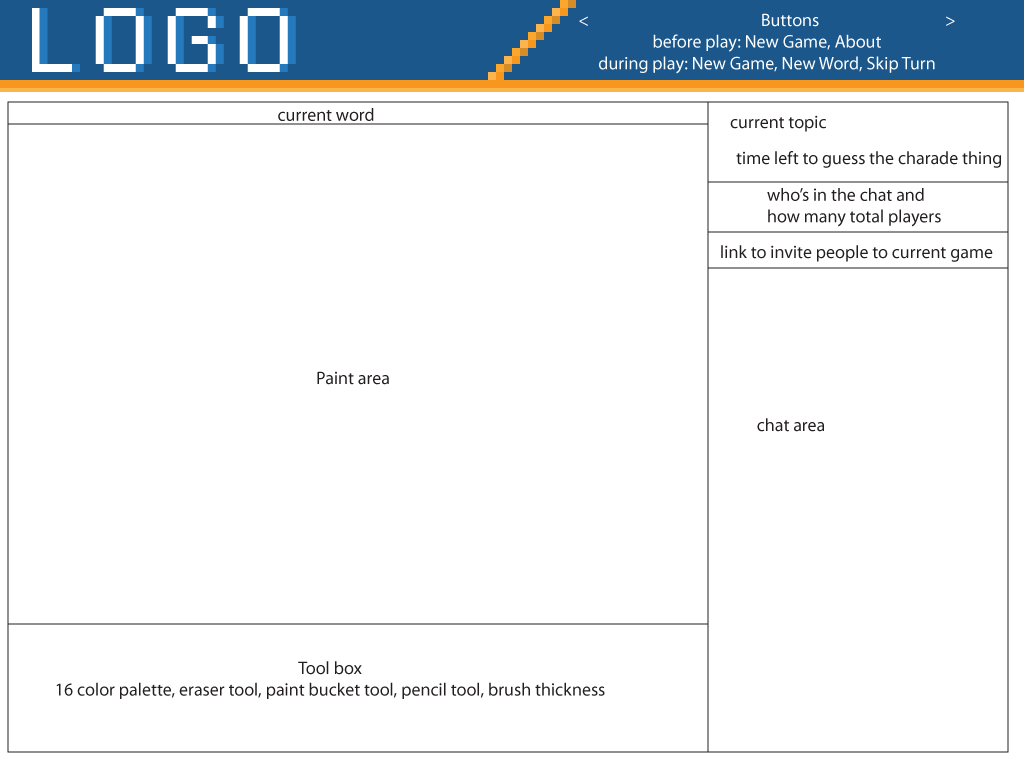 LOGO
< Buttons >
before play: New Game, About
during play: New Game, New Word, Skip Turn
current word
current topic
time left to guess the charade thing
who's in the chat and
how many total players
link to invite people to current game
Paint area
chat area
Tool box
16 color palette, eraser tool, paint bucket tool, pencil tool, brush thickness